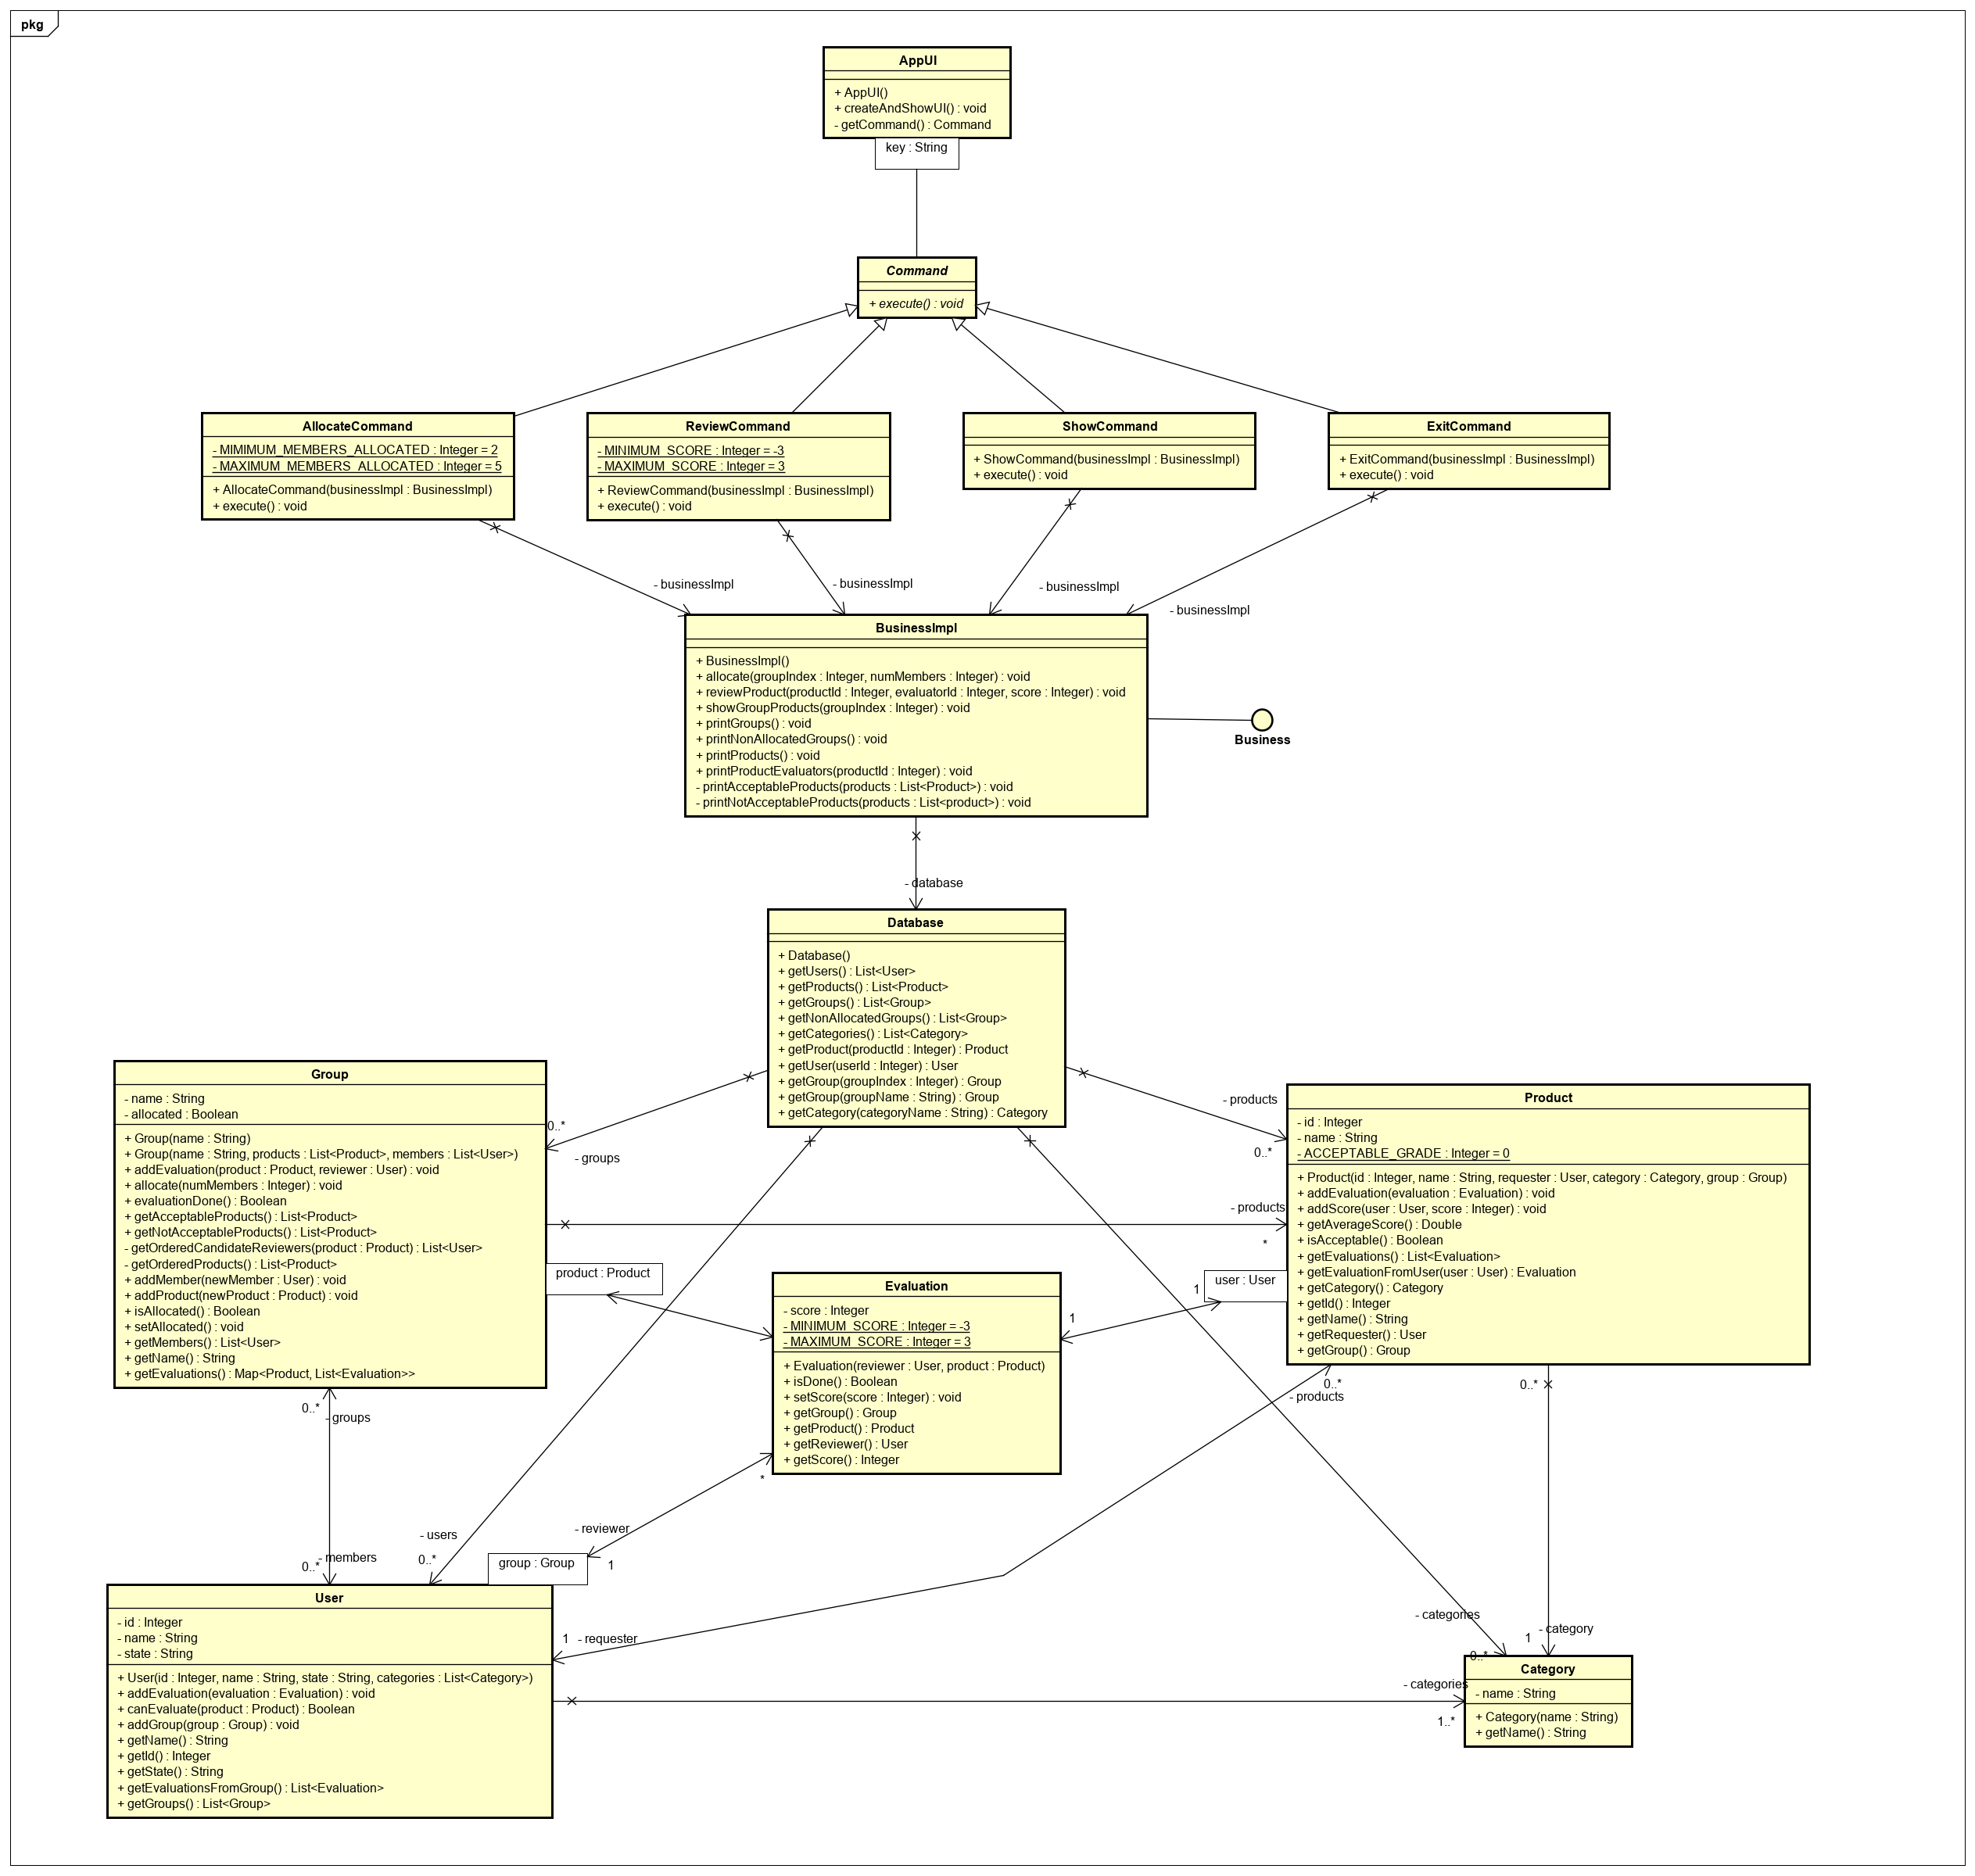 pkg
AppUI
+ AppUI()
+ createAndShowUI() : void
- getCommand() : Command
key : String
Command
+ execute() : void
AllocateCommand
- MIMIMUM_MEMBERS_ALLOCATED : Integer = 2
- MAXIMUM_MEMBERS_ALLOCATED : Integer = 5
+ AllocateCommand(businessImpl : BusinessImpl)
+ execute() : void
ReviewCommand
- MINIMUM_SCORE : Integer = -3
- MAXIMUM_SCORE : Integer = 3
+ ReviewCommand(businessImpl : BusinessImpl)
+ execute() : void
ShowCommand
+ ShowCommand(businessImpl : BusinessImpl)
+ execute() : void
ExitCommand
+ ExitCommand(businessImpl : BusinessImpl)
+ execute() : void
- businessImpl
- businessImpl
- businessImpl
- businessImpl
BusinessImpl
+ BusinessImpl()
+ allocate(groupIndex : Integer, numMembers : Integer) : void
+ reviewProduct(productId : Integer, evaluatorId : Integer, score : Integer) : void
+ showGroupProducts(groupIndex : Integer) : void
+ printGroups() : void
+ printNonAllocatedGroups() : void
+ printProducts() : void
+ printProductEvaluators(productId : Integer) : void
- printAcceptableProducts(products : List<Product>) : void
- printNotAcceptableProducts(products : List<product>) : void
Business
- database
Database
+ Database()
+ getUsers() : List<User>
+ getProducts() : List<Product>
+ getGroups() : List<Group>
+ getNonAllocatedGroups() : List<Group>
+ getCategories() : List<Category>
+ getProduct(productId : Integer) : Product
+ getUser(userId : Integer) : User
+ getGroup(groupIndex : Integer) : Group
+ getGroup(groupName : String) : Group
+ getCategory(categoryName : String) : Category
0..*
- groups
- products
0..*
Group
- name : String
- allocated : Boolean
+ Group(name : String)
+ Group(name : String, products : List<Product>, members : List<User>)
+ addEvaluation(product : Product, reviewer : User) : void
+ allocate(numMembers : Integer) : void
+ evaluationDone() : Boolean
+ getAcceptableProducts() : List<Product>
+ getNotAcceptableProducts() : List<Product>
- getOrderedCandidateReviewers(product : Product) : List<User>
- getOrderedProducts() : List<Product>
+ addMember(newMember : User) : void
+ addProduct(newProduct : Product) : void
+ isAllocated() : Boolean
+ setAllocated() : void
+ getMembers() : List<User>
+ getName() : String
+ getEvaluations() : Map<Product, List<Evaluation>>
product : Product
- products
*
Product
- id : Integer
- name : String
- ACCEPTABLE_GRADE : Integer = 0
+ Product(id : Integer, name : String, requester : User, category : Category, group : Group)
+ addEvaluation(evaluation : Evaluation) : void
+ addScore(user : User, score : Integer) : void
+ getAverageScore() : Double
+ isAcceptable() : Boolean
+ getEvaluations() : List<Evaluation>
+ getEvaluationFromUser(user : User) : Evaluation
+ getCategory() : Category
+ getId() : Integer
+ getName() : String
+ getRequester() : User
+ getGroup() : Group
user : User
1
1
Evaluation
- score : Integer
- MINIMUM_SCORE : Integer = -3
- MAXIMUM_SCORE : Integer = 3
+ Evaluation(reviewer : User, product : Product)
+ isDone() : Boolean
+ setScore(score : Integer) : void
+ getGroup() : Group
+ getProduct() : Product
+ getReviewer() : User
+ getScore() : Integer
0..*
- products
0..*
0..*
- groups
*
- reviewer
1
group : Group
- users
0..*
- members
0..*
User
- id : Integer
- name : String
- state : String
+ User(id : Integer, name : String, state : String, categories : List<Category>)
+ addEvaluation(evaluation : Evaluation) : void
+ canEvaluate(product : Product) : Boolean
+ addGroup(group : Group) : void
+ getName() : String
+ getId() : Integer
+ getState() : String
+ getEvaluationsFromGroup() : List<Evaluation>
+ getGroups() : List<Group>
1
- requester
- categories
0..*
1
- category
- categories
1..*
Category
- name : String
+ Category(name : String)
+ getName() : String